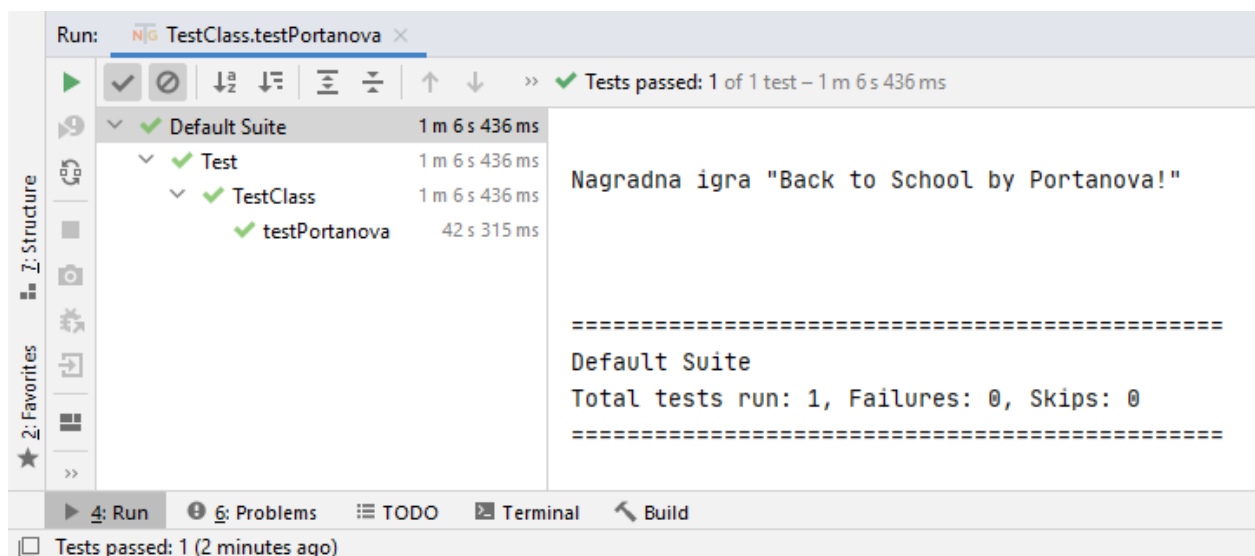 Run: NG TestClass.testPortanova
Tests passed: 1 of 1 test – 1 m 6 s 436 ms
Default Suite 1 m 6 s 436 ms
Test 1 m 6 s 436 ms
TestClass 1 m 6 s 436 ms
testPortanova 42 s 315 ms
Nagradna igra "Back to School by Portanova!"
===============================================
Default Suite
Total tests run: 1, Failures: 0, Skips: 0
===============================================
7: Structure
2: Favorites
4: Run 6: Problems TODO Terminal Build
Tests passed: 1 (2 minutes ago)